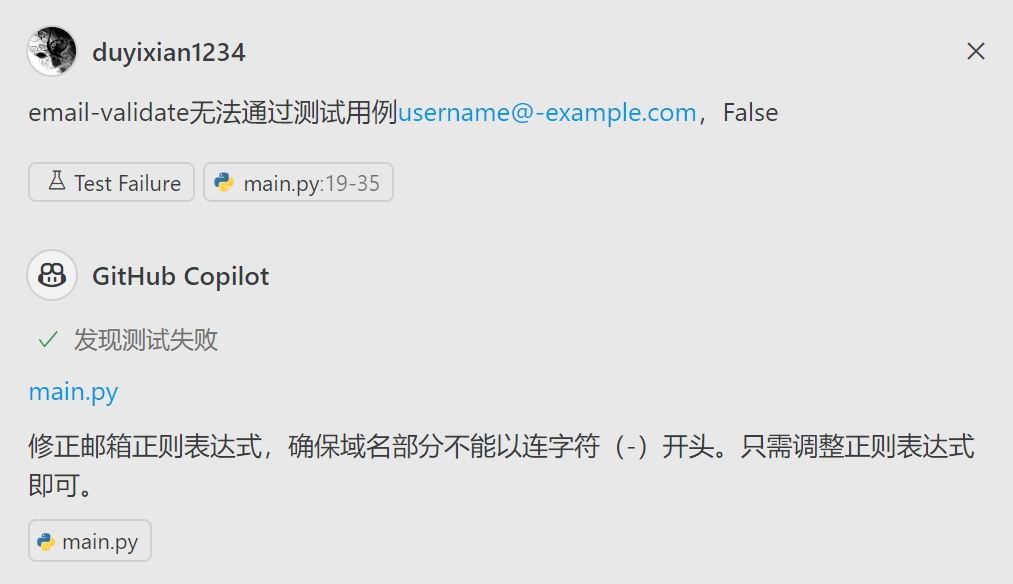 duyixian1234
email-validate无法通过测试用例username@-example.com，False
Test Failure main.py:19-35
GitHub Copilot
发现测试失败
main.py
修正邮箱正则表达式，确保域名部分不能以连字符（-）开头。只需调整正则表达式
即可。
main.py